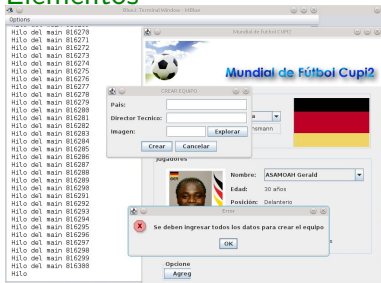 Elementos
BlueJ: Terminal Window - MiBox
Options
Hilo del main 816270
Hilo del main 816271
Hilo del main 816272
Hilo del main 816273
Hilo del main 816274
Hilo del main 816275
Hilo del main 816276
Hilo del main 816277
Hilo del main 816278
Hilo del main 816279
Hilo del main 816280
Hilo del main 816281
Hilo del main 816282
Hilo del main 816283
Hilo del main 816284
Hilo del main 816285
Hilo del main 816286
Hilo del main 816287
Hilo del main 816288
Hilo del main 816289
Hilo del main 816290
Hilo del main 816291
Hilo del main 816292
Hilo del main 816293
Hilo del main 816294
Hilo del main 816295
Hilo del main 816296
Hilo del main 816297
Hilo del main 816298
Hilo del main 816299
Hilo del main 816300
Hilo
Mundial de Futbol CUPI2
Mundial de Fútbol Cupi2
CREAR EQUIPO
País:
Director Tecnico:
Imagen:
Explorar
Crear
Cancelar
a
nsmann
Jugadores
Nombre: ASAMOAH Gerald
Edad: 30 años
Posición: Delanterio
Error
Se deben ingresar todos los datos para crear el equipo
OK
Opcione
Agreg